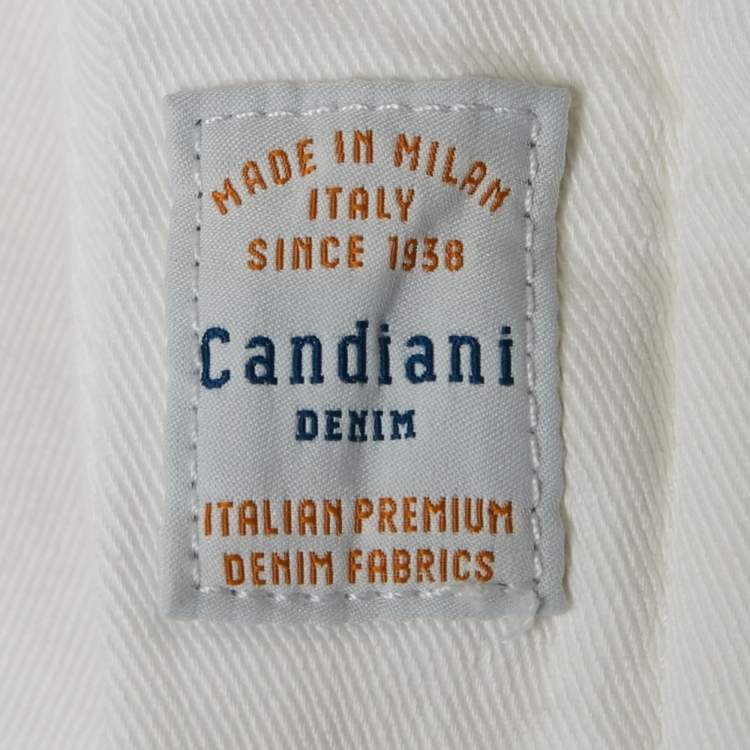 MADE IN MILAN
ITALY
SINCE 1938
Candiani
DENIM
ITALIAN PREMIUM
DENIM FABRICS